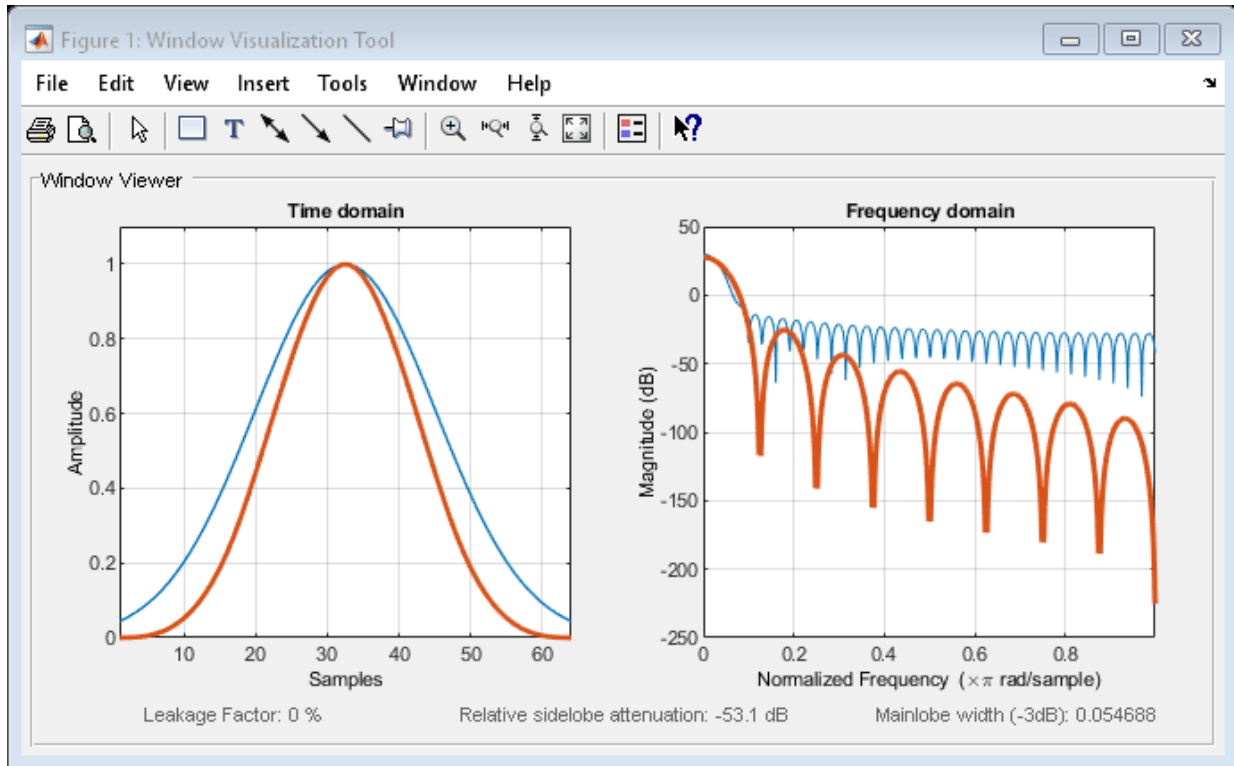 Figure 1: Window Visualization Tool
File Edit View Insert Tools Window Help
T
?
Window Viewer
Time domain
Amplitude
1
0.8
0.6
0.4
0.2
0
10 20 30 40 50 60
Samples
Frequency domain
Magnitude (dB)
50
0
-50
-100
-150
-200
-250
0 0.2 0.4 0.6 0.8
Normalized Frequency (×π rad/sample)
Leakage Factor: 0 % Relative sidelobe attenuation: -53.1 dB Mainlobe width (-3dB): 0.054688